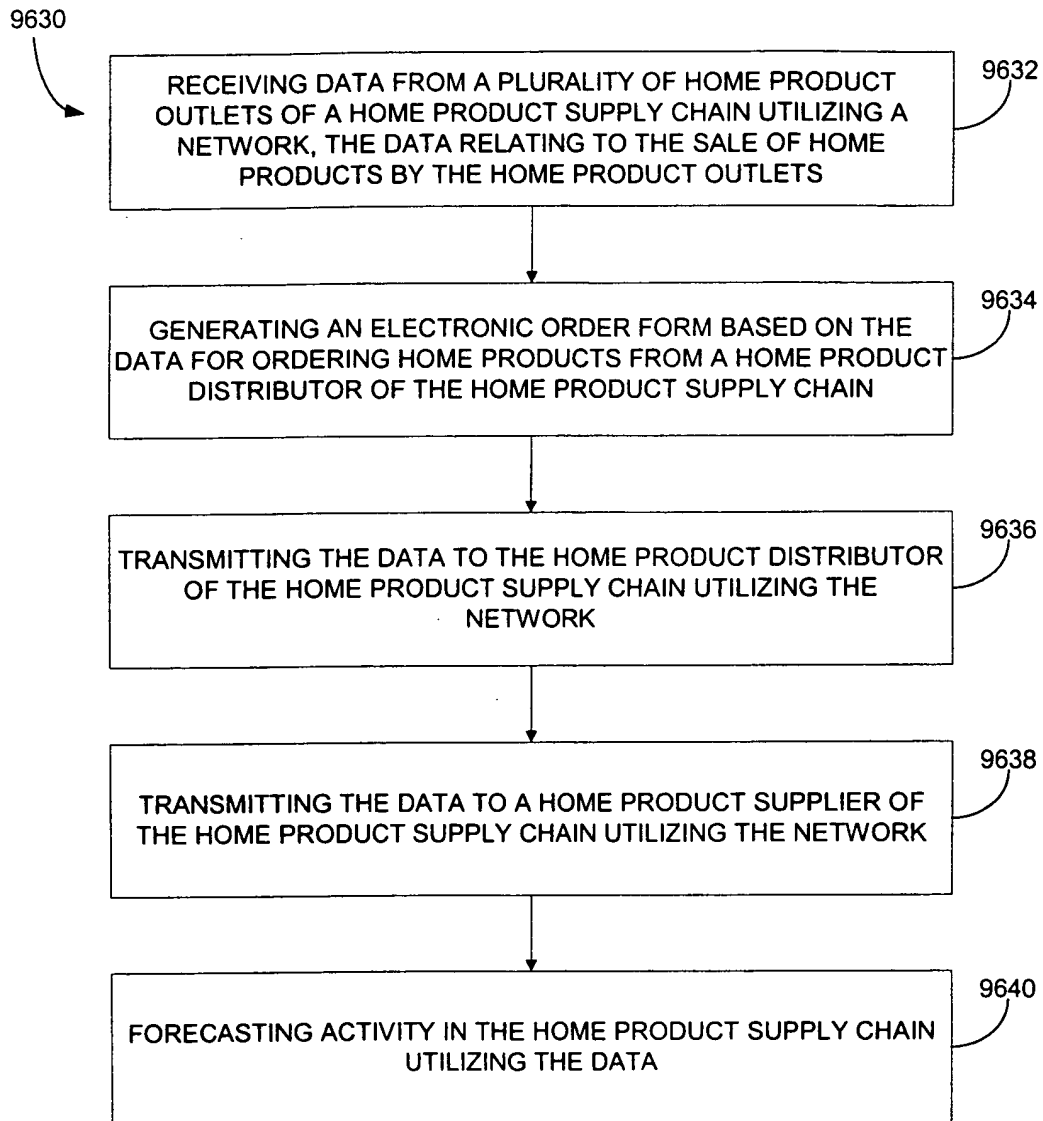 9630
RECEIVING DATA FROM A PLURALITY OF HOME PRODUCT
OUTLETS OF A HOME PRODUCT SUPPLY CHAIN UTILIZING A
NETWORK, THE DATA RELATING TO THE SALE OF HOME
PRODUCTS BY THE HOME PRODUCT OUTLETS
9632
GENERATING AN ELECTRONIC ORDER FORM BASED ON THE
DATA FOR ORDERING HOME PRODUCTS FROM A HOME PRODUCT
DISTRIBUTOR OF THE HOME PRODUCT SUPPLY CHAIN
9634
TRANSMITTING THE DATA TO THE HOME PRODUCT DISTRIBUTOR
OF THE HOME PRODUCT SUPPLY CHAIN UTILIZING THE
NETWORK
9636
TRANSMITTING THE DATA TO A HOME PRODUCT SUPPLIER OF
THE HOME PRODUCT SUPPLY CHAIN UTILIZING THE NETWORK
9638
FORECASTING ACTIVITY IN THE HOME PRODUCT SUPPLY CHAIN
UTILIZING THE DATA
9640